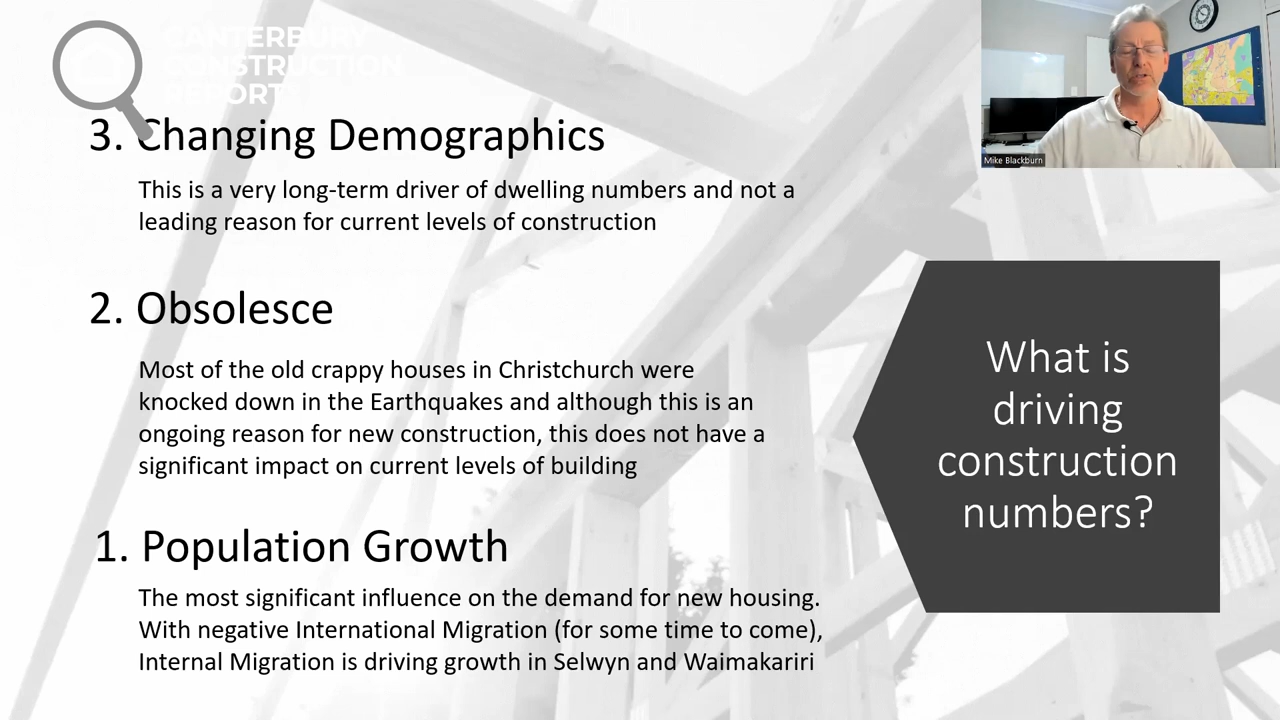 CANTERBURY
CONSTRUCTION
REPORT
3. Changing Demographics
This is a very long-term driver of dwelling numbers and not a
leading reason for current levels of construction
2. Obsolesce
Most of the old crappy houses in Christchurch were
knocked down in the Earthquakes and although this is an
ongoing reason for new construction, this does not have a
significant impact on current levels of building
1. Population Growth
The most significant influence on the demand for new housing.
With negative International Migration (for some time to come),
Internal Migration is driving growth in Selwyn and Waimakariri
What is
driving
construction
numbers?
Mike Blackburn